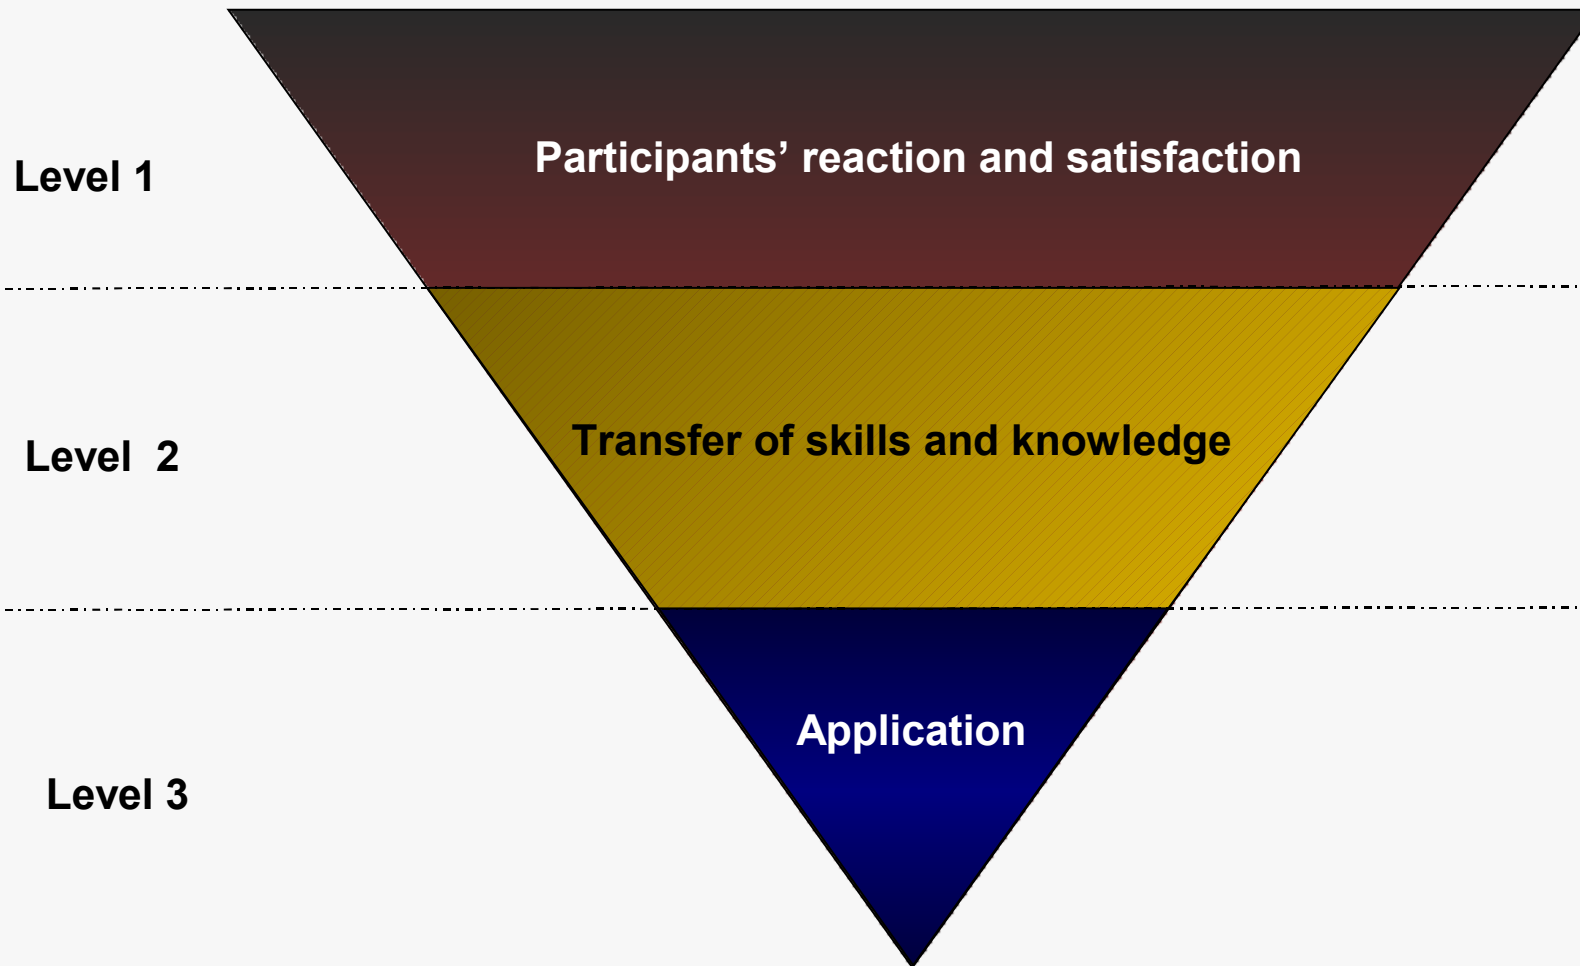 Participants’ reaction and satisfaction
Level 1
Transfer of skills and knowledge
Level 2
Application
Level 3